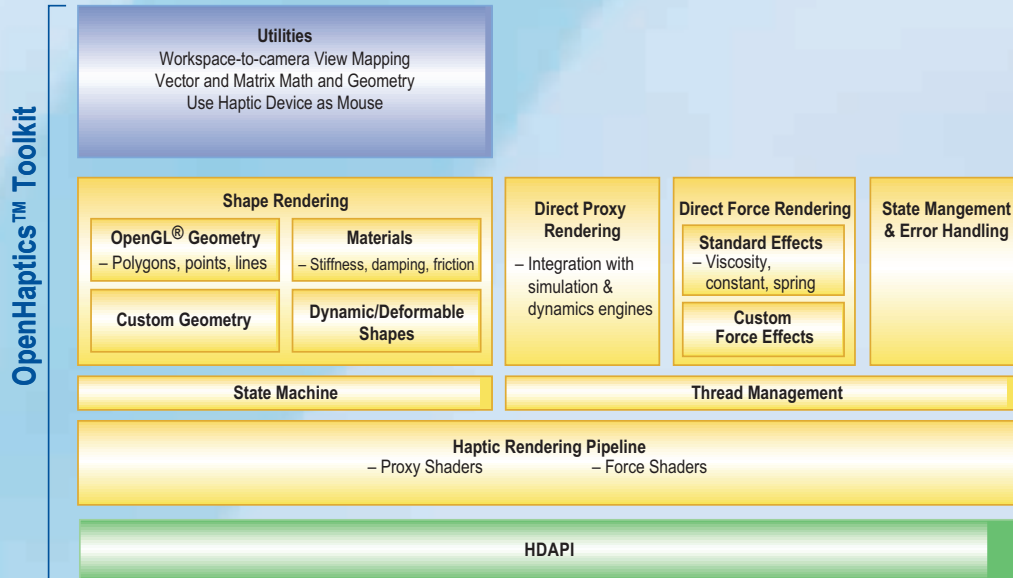 OpenHaptics™ Toolkit
Utilities
Workspace-to-camera View Mapping
Vector and Matrix Math and Geometry
Use Haptic Device as Mouse
Shape Rendering
OpenGL® Geometry
– Polygons, points, lines
Materials
– Stiffness, damping, friction
Custom Geometry
Dynamic/Deformable
Shapes
Direct Proxy
Rendering
– Integration with
simulation &
dynamics engines
Direct Force Rendering
Standard Effects
– Viscosity,
constant, spring
Custom
Force Effects
State Mangement
& Error Handling
State Machine
Thread Management
Haptic Rendering Pipeline
– Proxy Shaders – Force Shaders
HDAPI